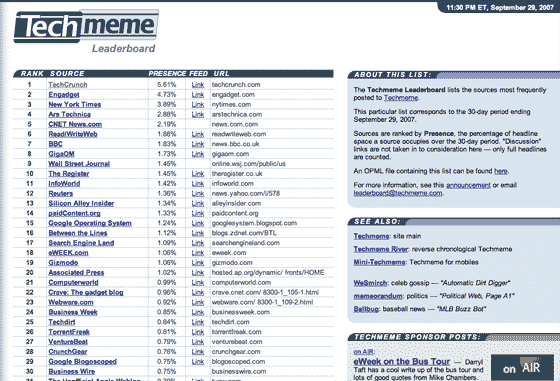 11:30 PM ET, September 29, 2007
Techmeme
Leaderboard
RANK SOURCE PRESENCE FEED URL
1 TechCrunch 5.61% Link techcrunch.com
2 Engadget 4.73% Link engadget.com
3 New York Times 3.89% Link nytimes.com
4 Ars Technica 2.88% Link arstechnica.com
5 CNET News.com 2.19% news.com.com
6 Read/WriteWeb 1.88% Link readwriteweb.com
7 BBC 1.83% Link news.bbc.co.uk
8 GigaOM 1.73% Link gigaom.com
9 Wall Street Journal 1.45% online.wsj.com/public/us
10 The Register 1.45% Link theregister.co.uk
11 InfoWorld 1.42% Link infoworld.com
12 Reuters 1.36% Link news.yahoo.com/i/578
13 Silicon Alley Insider 1.34% Link alleyinsider.com
14 paidContent.org 1.33% Link paidcontent.org
15 Google Operating System 1.24% Link googlesystem.blogspot.com
16 Between the Lines 1.12% Link blogs.zdnet.com/BTL
17 Search Engine Land 1.09% Link searchengineland.com
18 eWEEK.com 1.06% Link eweek.com
19 Gizmodo 1.06% Link gizmodo.com
20 Associated Press 1.02% Link hosted.ap.org/dynamic/ fronts/HOME
21 Computerworld 0.99% Link computerworld.com
22 Crave: The gadget blog 0.96% Link crave.cnet.com/ 8300-1_105-1.html
23 Webware.com 0.92% Link webware.com/ 8300-1_109-2.html
24 Business Week 0.85% Link businessweek.com
25 Techdirt 0.84% Link techdirt.com
26 TorrentFreak 0.81% Link torrentfreak.com
27 VentureBeat 0.79% Link venturebeat.com
28 CrunchGear 0.76% Link crunchgear.com
29 Google Blogoscoped 0.75% Link blogoscoped.com
30 Business Wire 0.75% businesswire.com
ABOUT THIS LIST:
The Techmeme Leaderboard lists the sources most frequently
posted to Techmeme.
This particular list corresponds to the 30-day period ending
September 29, 2007.
Sources are ranked by Presence, the percentage of headline
space a source occupies over the 30-day period. "Discussion"
links are not taken in to consideration here — only full headlines
are counted.
An OPML file containing this list can be found here.
For more information, see this announcement or email
leaderboard@techmeme.com.
SEE ALSO:
Techmeme: site main
Techmeme River: reverse chronological Techmeme
Mini-Techmeme: Techmeme for mobiles
WeSmirch: celeb gossip — "Automatic Dirt Digger"
memeorandum: politics — "Political Web, Page A1"
Ballbug: baseball news — "MLB Buzz Bot"
TECHMEME SPONSOR POSTS:
on AIR:
eWeek on the Bus Tour — Darryl
Taft has a cool write up of the bus tour and
lots of good quotes from Mike Chambers.
on AIR